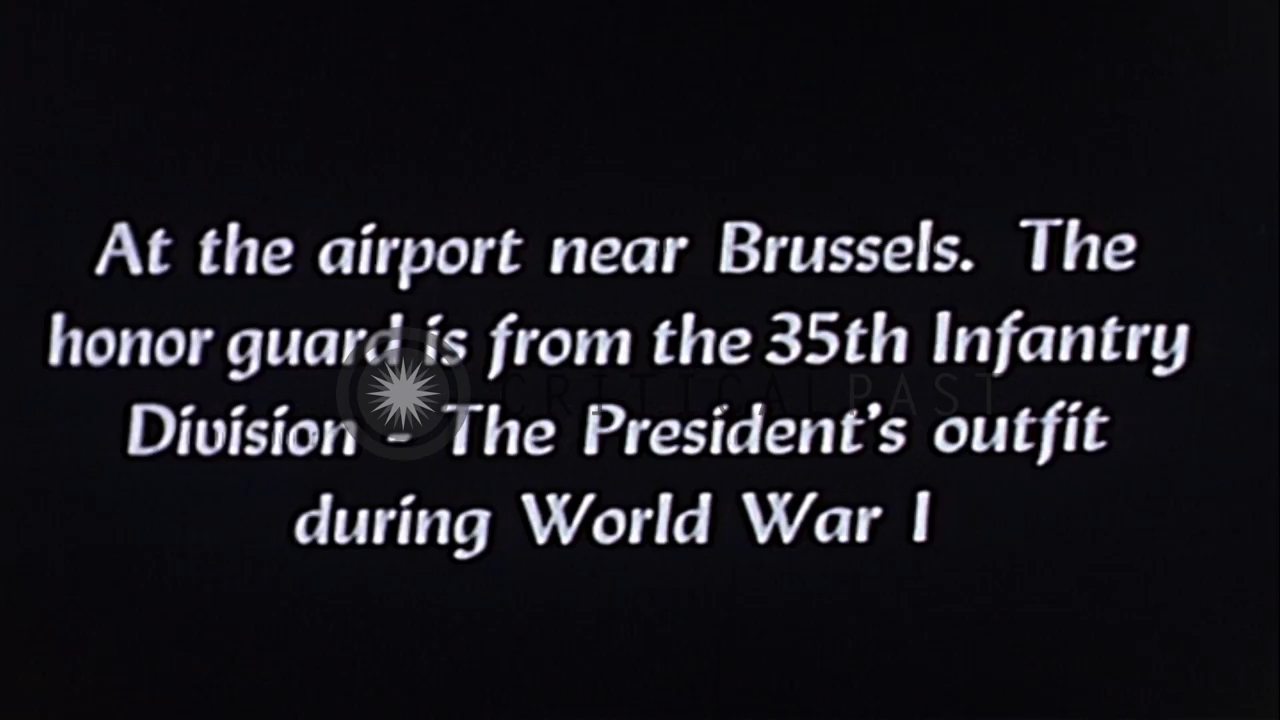 At the airport near Brussels. The
honor guard is from the 35th Infantry
CRITICALPAST
Division - The President's outfit
during World War I